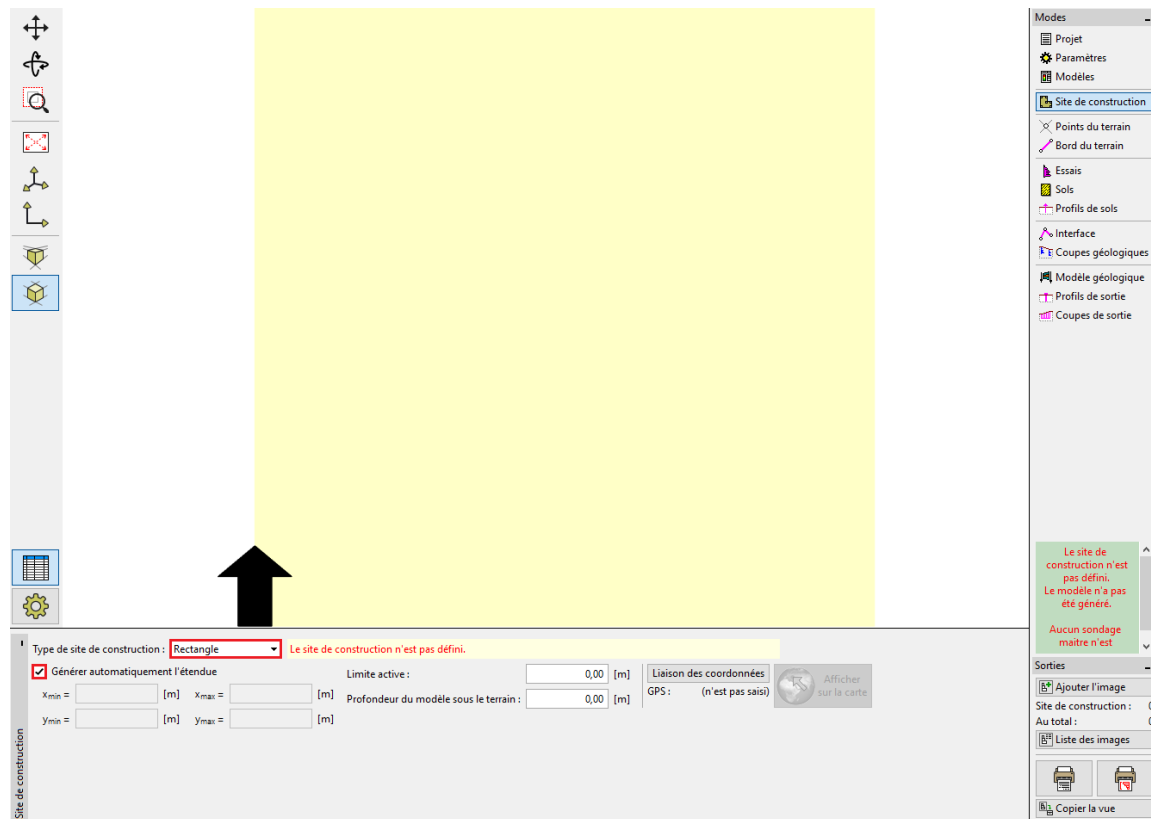 Modes
Projet
Paramètres
Modèles
Site de construction
Points du terrain
Bord du terrain
Essais
Sols
Profils de sols
Interface
Coupes géologiques
Modèle géologique
Profils de sortie
Coupes de sortie
Le site de
construction n'est
pas défini.
Le modèle n'a pas
été généré.
Aucun sondage
maitre n'est
Type de site de construction : Rectangle Le site de construction n'est pas défini.
Générer automatiquement l'étendue
xmin = [m] xmax = [m]
ymin = [m] ymax = [m]
Limite active : 0,00 [m]
Profondeur du modèle sous le terrain : 0,00 [m]
Liaison des coordonnées
GPS : (n'est pas saisi)
Afficher
sur la carte
Site de construction
Sorties
Ajouter l'image
Site de construction :
Au total :
Liste des images
Copier la vue